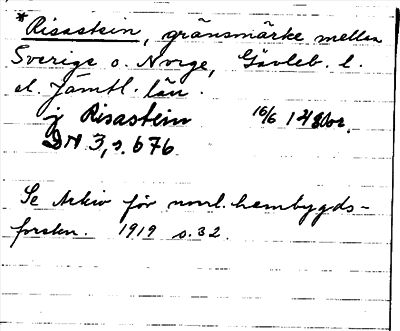 *Risastein, gränsmärke mellan
Sverige o. Norge, Gävleb. l.
el. Jämtl. län.
j Risastein 16/6
DN 3, s. 676
Se Arkiv för norrl. hembygds-
forskn. 1919 s. 32.